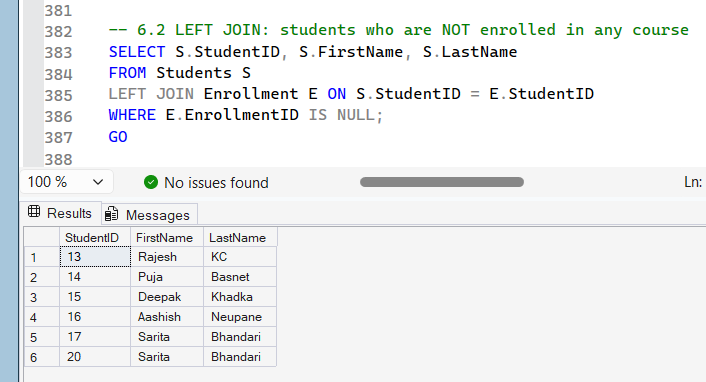 381
382 -- 6.2 LEFT JOIN: students who are NOT enrolled in any course
383 SELECT S.StudentID, S.FirstName, S.LastName
384 FROM Students S
385 LEFT JOIN Enrollment E ON S.StudentID = E.StudentID
386 WHERE E.EnrollmentID IS NULL;
387 GO
388
100 % No issues found Ln:
Results Messages
StudentID FirstName LastName
1 13 Rajesh KC
2 14 Puja Basnet
3 15 Deepak Khadka
4 16 Aashish Neupane
5 17 Sarita Bhandari
6 20 Sarita Bhandari